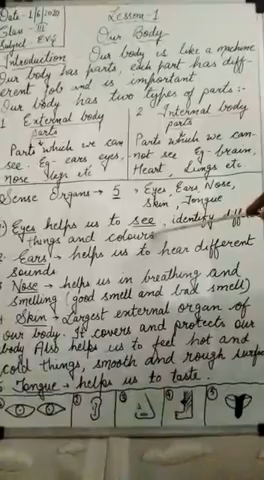 Date - 1/6/2020
Class - III
Subject EVS
Lesson-1
Our Body
Introduction Our body is like a machine
Our body has parts, each part has diff-
erent job and is important
Our body has two types of parts:-
1 External body
parts
Parts which we can
see. Eg- ears eyes,
nose legs etc
2 Internal body
parts
Parts which we can-
not see Eg- brain,
Heart, Lungs etc.
Sense Organs → 5 → Eyes Ears, Nose,
Skin, Tongue
Eyes helps us to see, identify
things and colours
2 Ears → helps us to hear different
sounds
3 Nose → helps us in breathing and
smelling (good smell and bad smell)
4 Skin → Largest external organ of
our body. It covers and protects our
body Also helps us to feel hot and
cold things, smooth and rough
5 Tongue → helps us to taste.